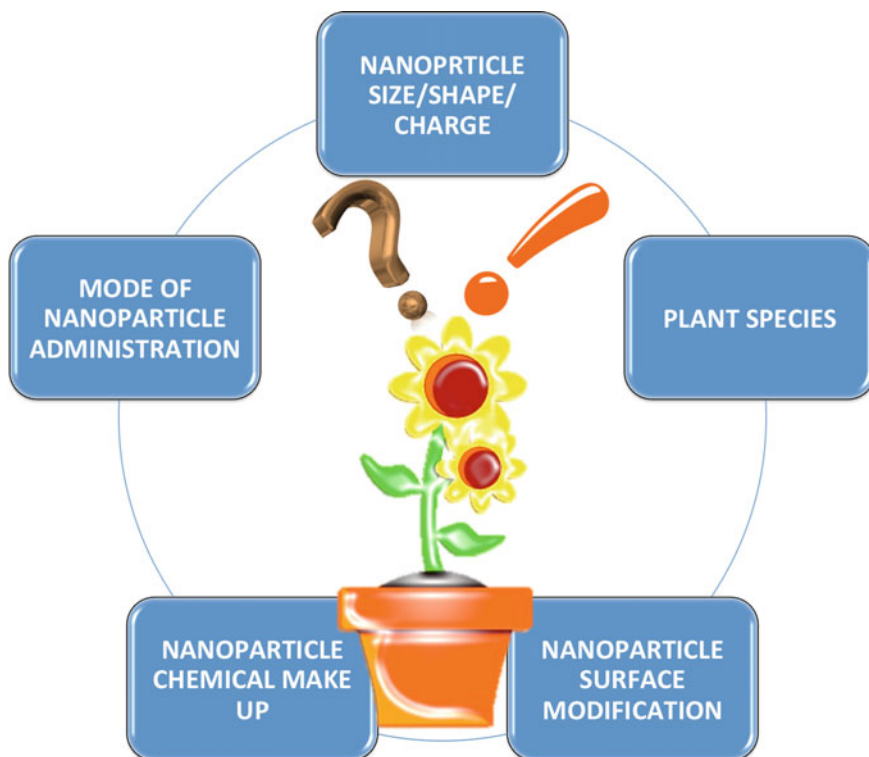 NANOPRTICLE
SIZE/SHAPE/
CHARGE
MODE OF
NANOPARTICLE
ADMINISTRATION
PLANT SPECIES
NANOPARTICLE
CHEMICAL MAKE
UP
NANOPARTICLE
SURFACE
MODIFICATION